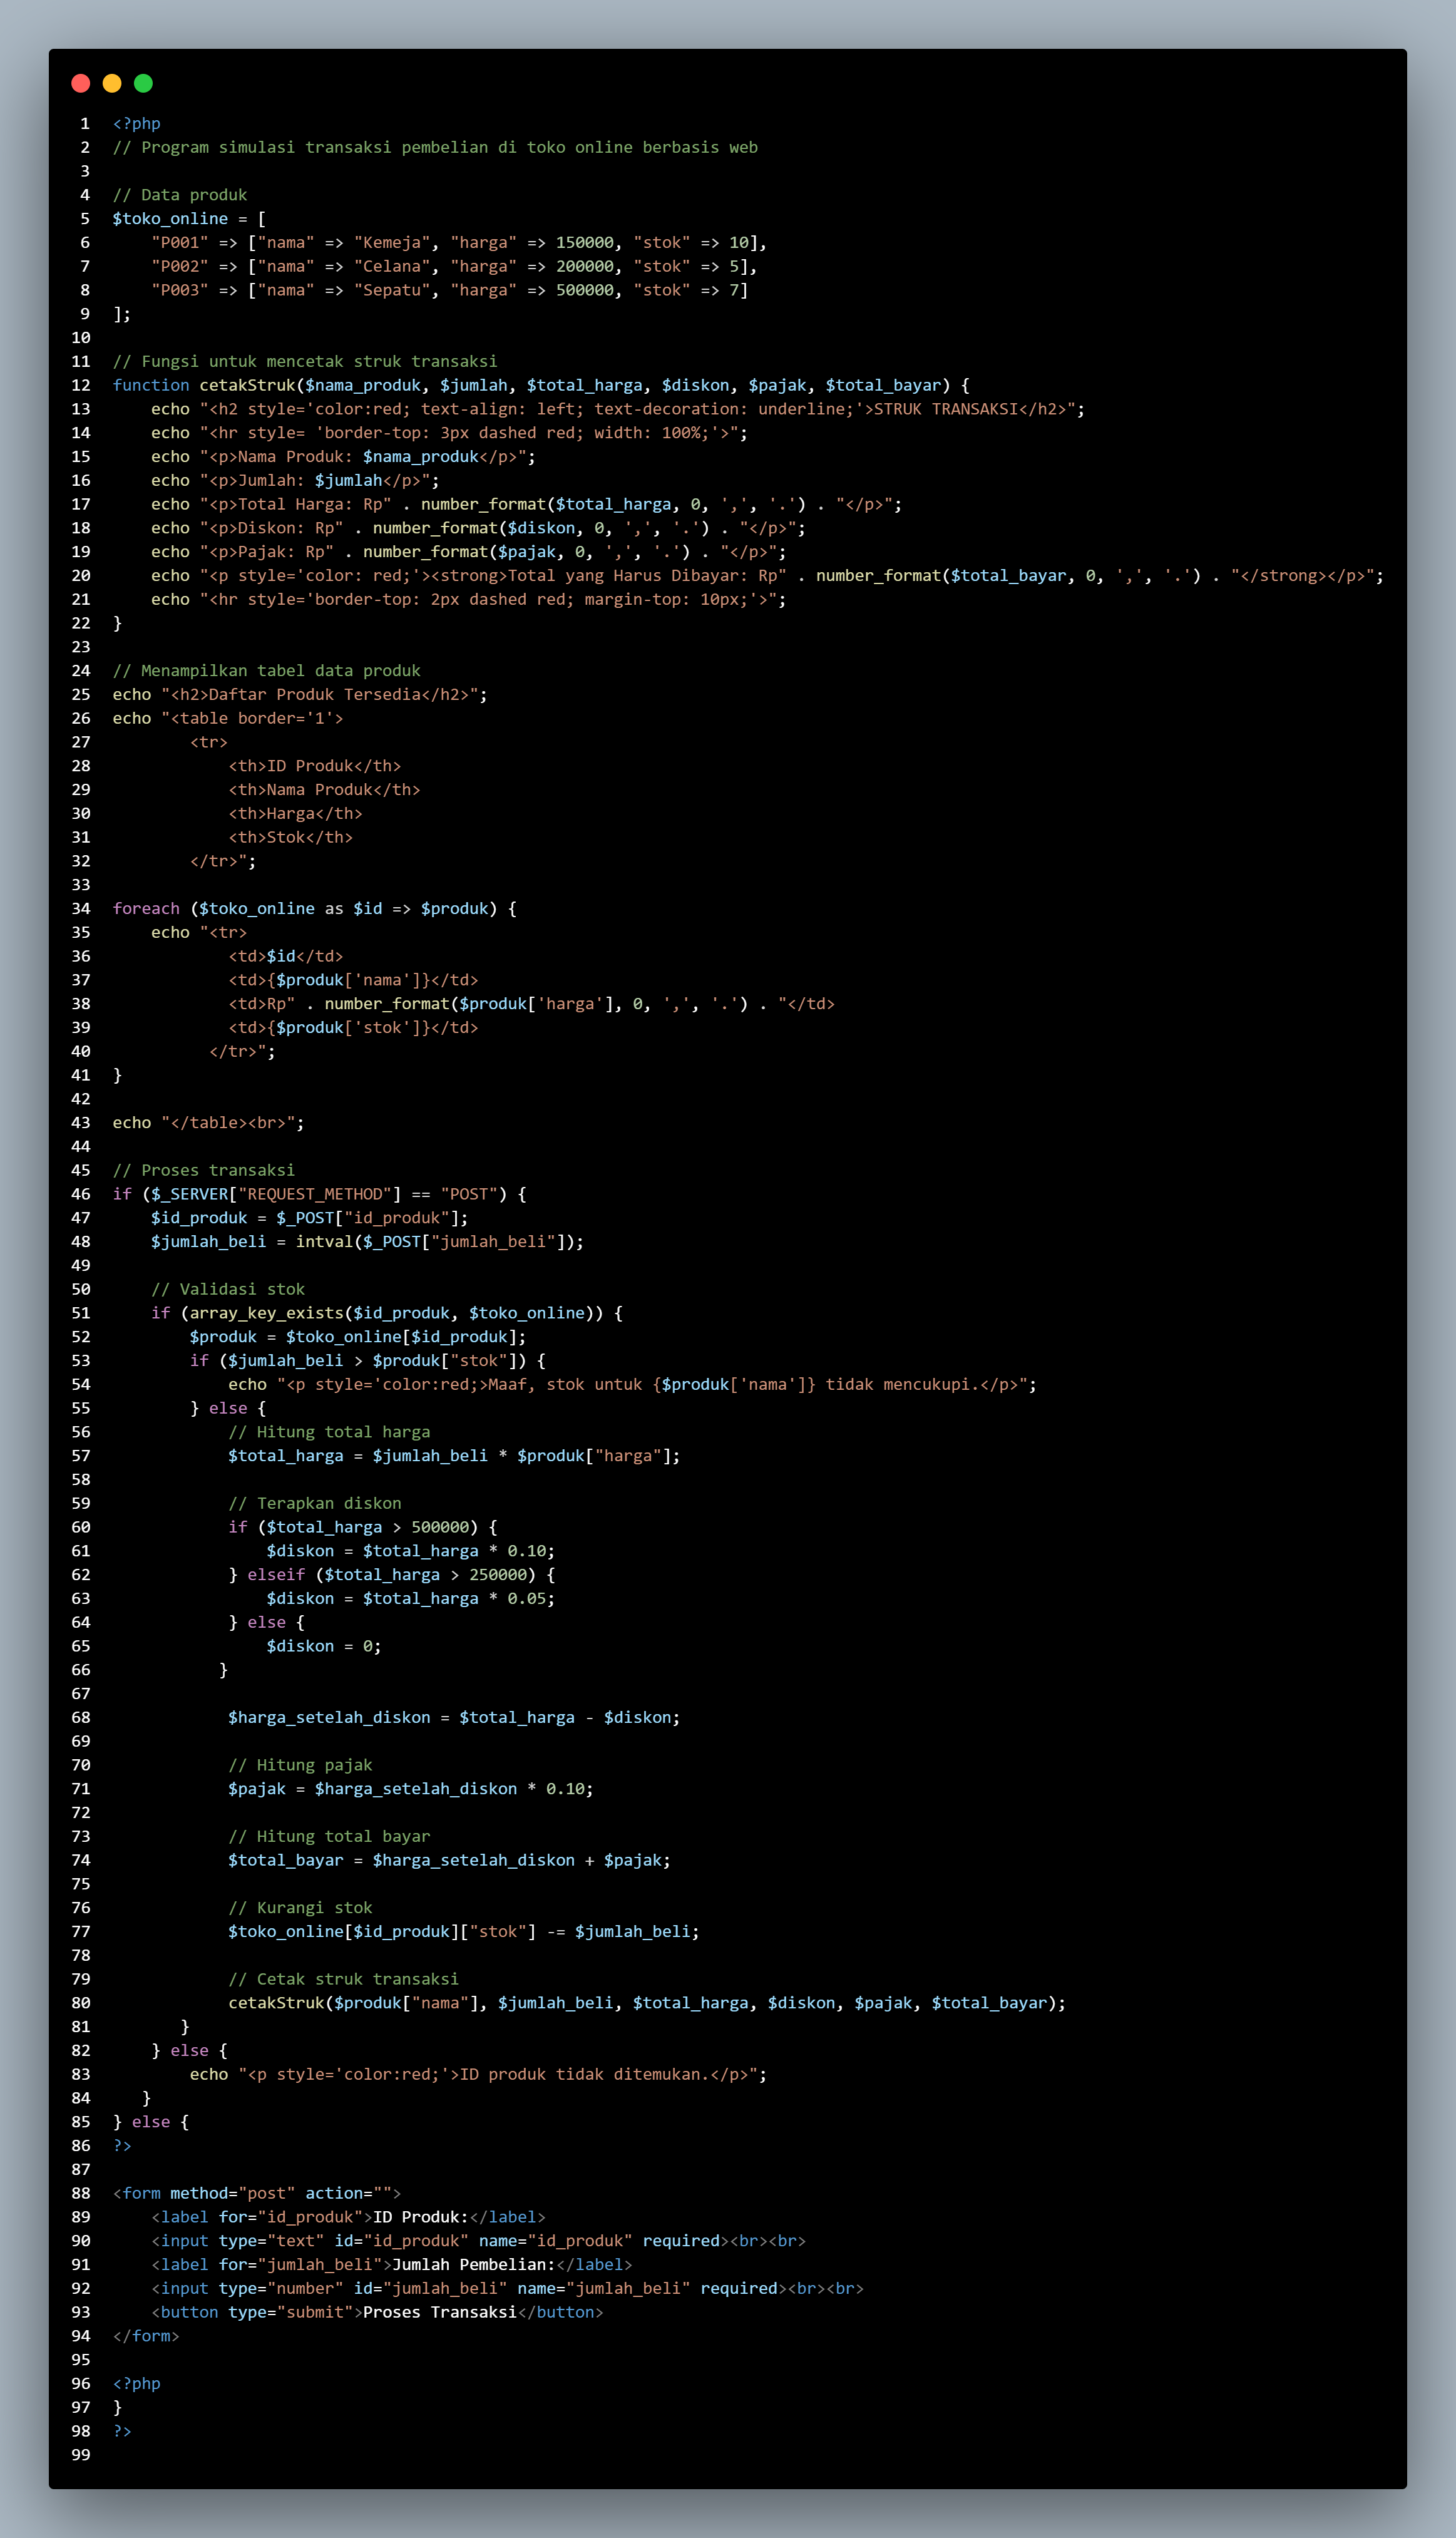 1 <?php
2 // Program simulasi transaksi pembelian di toko online berbasis web
3
4 // Data produk
5 $toko_online = [
6     "P001" => ["nama" => "Kemeja", "harga" => 150000, "stok" => 10],
7     "P002" => ["nama" => "Celana", "harga" => 200000, "stok" => 5],
8     "P003" => ["nama" => "Sepatu", "harga" => 500000, "stok" => 7]
9 ];
10
11 // Fungsi untuk mencetak struk transaksi
12 function cetakStruk($nama_produk, $jumlah, $total_harga, $diskon, $pajak, $total_bayar) {
13     echo "<h2 style='color:red; text-align: left; text-decoration: underline;'>STRUK TRANSAKSI</h2>";
14     echo "<hr style= 'border-top: 3px dashed red; width: 100%;'>";
15     echo "<p>Nama Produk: $nama_produk</p>";
16     echo "<p>Jumlah: $jumlah</p>";
17     echo "<p>Total Harga: Rp" . number_format($total_harga, 0, ',', '.') . "</p>";
18     echo "<p>Diskon: Rp" . number_format($diskon, 0, ',', '.') . "</p>";
19     echo "<p>Pajak: Rp" . number_format($pajak, 0, ',', '.') . "</p>";
20     echo "<p style='color: red;'><strong>Total yang Harus Dibayar: Rp" . number_format($total_bayar, 0, ',', '.') . "</strong></p>";
21     echo "<hr style='border-top: 2px dashed red; margin-top: 10px;'>";
22 }
23
24 // Menampilkan tabel data produk
25 echo "<h2>Daftar Produk Tersedia</h2>";
26 echo "<table border='1'>
27         <tr>
28             <th>ID Produk</th>
29             <th>Nama Produk</th>
30             <th>Harga</th>
31             <th>Stok</th>
32         </tr>";
33
34 foreach ($toko_online as $id => $produk) {
35     echo "<tr>
36             <td>$id</td>
37             <td>{$produk['nama']}</td>
38             <td>Rp" . number_format($produk['harga'], 0, ',', '.') . "</td>
39             <td>{$produk['stok']}</td>
40           </tr>";
41 }
42
43 echo "</table><br>";
44
45 // Proses transaksi
46 if ($_SERVER["REQUEST_METHOD"] == "POST") {
47     $id_produk = $_POST["id_produk"];
48     $jumlah_beli = intval($_POST["jumlah_beli"]);
49
50     // Validasi stok
51     if (array_key_exists($id_produk, $toko_online)) {
52         $produk = $toko_online[$id_produk];
53         if ($jumlah_beli > $produk["stok"]) {
54             echo "<p style='color:red;>Maaf, stok untuk {$produk['nama']} tidak mencukupi.</p>";
55         } else {
56             // Hitung total harga
57             $total_harga = $jumlah_beli * $produk["harga"];
58
59             // Terapkan diskon
60             if ($total_harga > 500000) {
61                 $diskon = $total_harga * 0.10;
62             } elseif ($total_harga > 250000) {
63                 $diskon = $total_harga * 0.05;
64             } else {
65                 $diskon = 0;
66            }
67
68             $harga_setelah_diskon = $total_harga - $diskon;
69
70             // Hitung pajak
71             $pajak = $harga_setelah_diskon * 0.10;
72
73             // Hitung total bayar
74             $total_bayar = $harga_setelah_diskon + $pajak;
75
76             // Kurangi stok
77             $toko_online[$id_produk]["stok"] -= $jumlah_beli;
78
79             // Cetak struk transaksi
80             cetakStruk($produk["nama"], $jumlah_beli, $total_harga, $diskon, $pajak, $total_bayar);
81        }
82     } else {
83         echo "<p style='color:red;'>ID produk tidak ditemukan.</p>";
84    }
85 } else {
86 ?>
87
88 <form method="post" action="">
89     <label for="id_produk">ID Produk:</label>
90     <input type="text" id="id_produk" name="id_produk" required><br><br>
91     <label for="jumlah_beli">Jumlah Pembelian:</label>
92     <input type="number" id="jumlah_beli" name="jumlah_beli" required><br><br>
93     <button type="submit">Proses Transaksi</button>
94 </form>
95
96 <?php
97 }
98 ?>
99